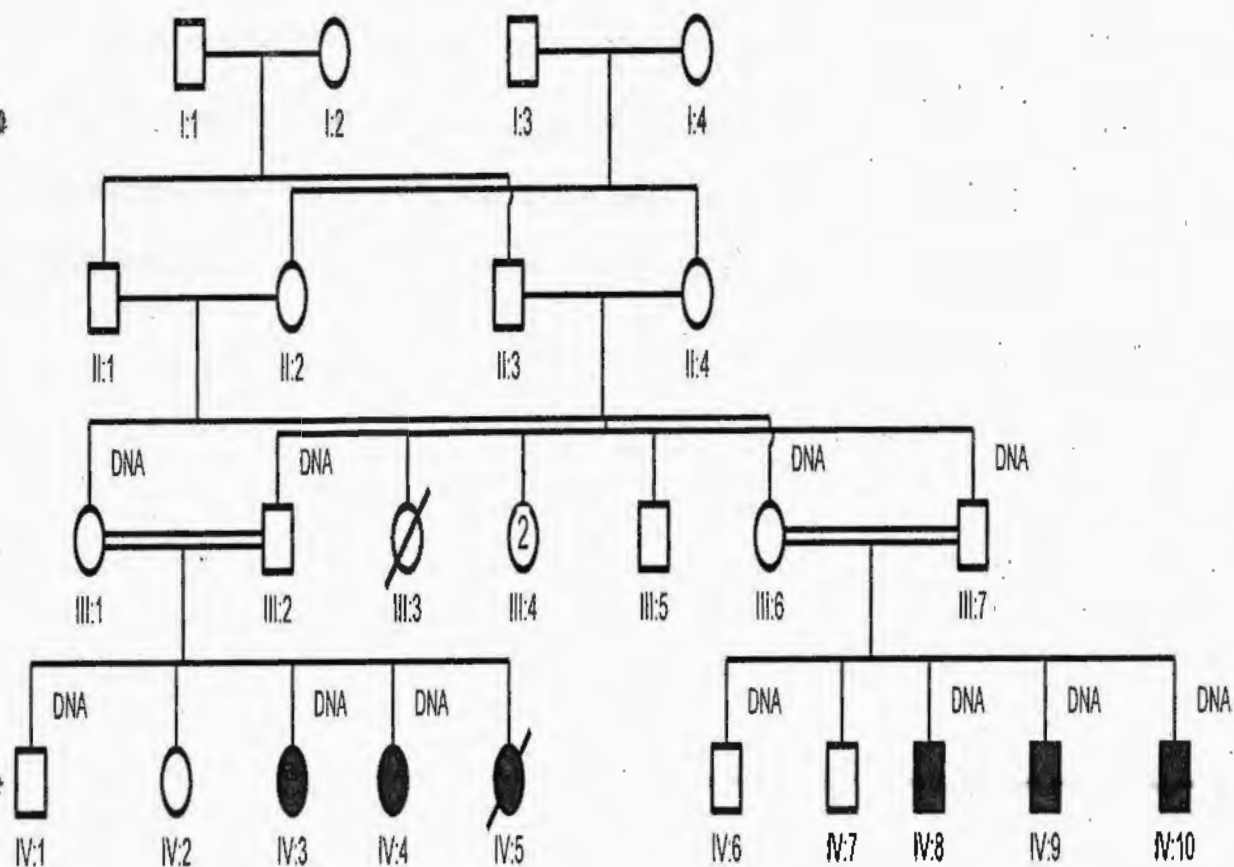 I:1 I:2 I:3 I:4
II:1 II:2 II:3 II:4
DNA DNA DNA DNA
2
III:1 III:2 III:3 III:4 III:5 III:6 III:7
DNA DNA DNA DNA DNA DNA DNA
IV:1 IV:2 IV:3 IV:4 IV:5 IV:6 IV:7 IV:8 IV:9 IV:10